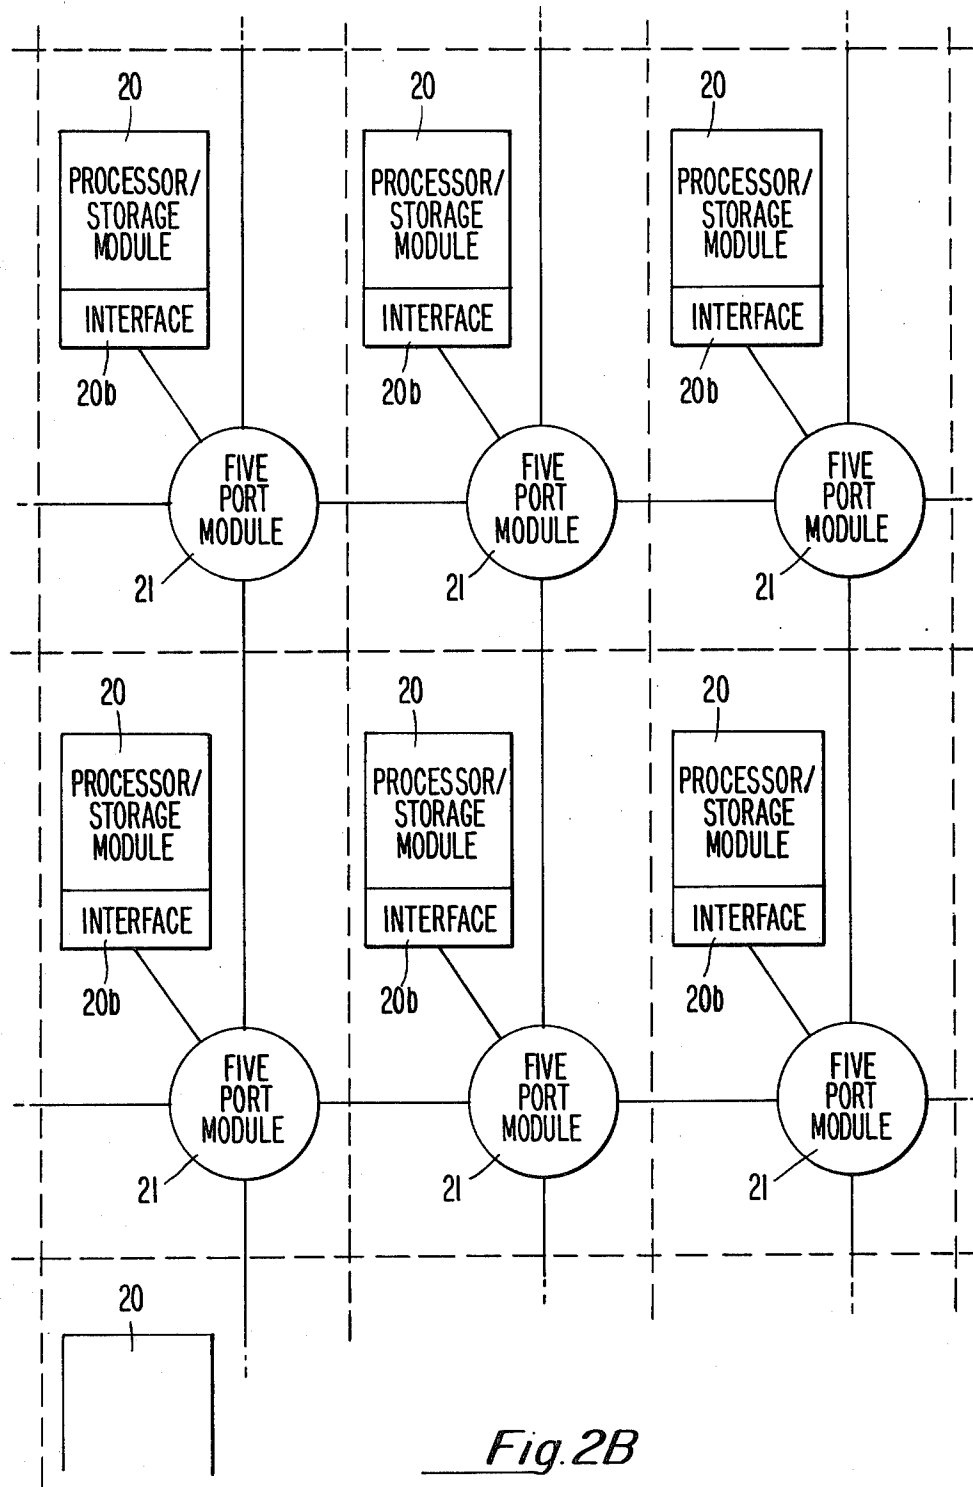 20
20
20
PROCESSOR/
STORAGE
MODULE
INTERFACE
20b
PROCESSOR/
STORAGE
MODULE
INTERFACE
20b
PROCESSOR/
STORAGE
MODULE
INTERFACE
20b
FIVE
PORT
MODULE
21
FIVE
PORT
MODULE
21
FIVE
PORT
MODULE
21
20
20
20
PROCESSOR/
STORAGE
MODULE
INTERFACE
20b
PROCESSOR/
STORAGE
MODULE
INTERFACE
20b
PROCESSOR/
STORAGE
MODULE
INTERFACE
20b
FIVE
PORT
MODULE
21
FIVE
PORT
MODULE
21
FIVE
PORT
MODULE
21
20
Fig. 2B